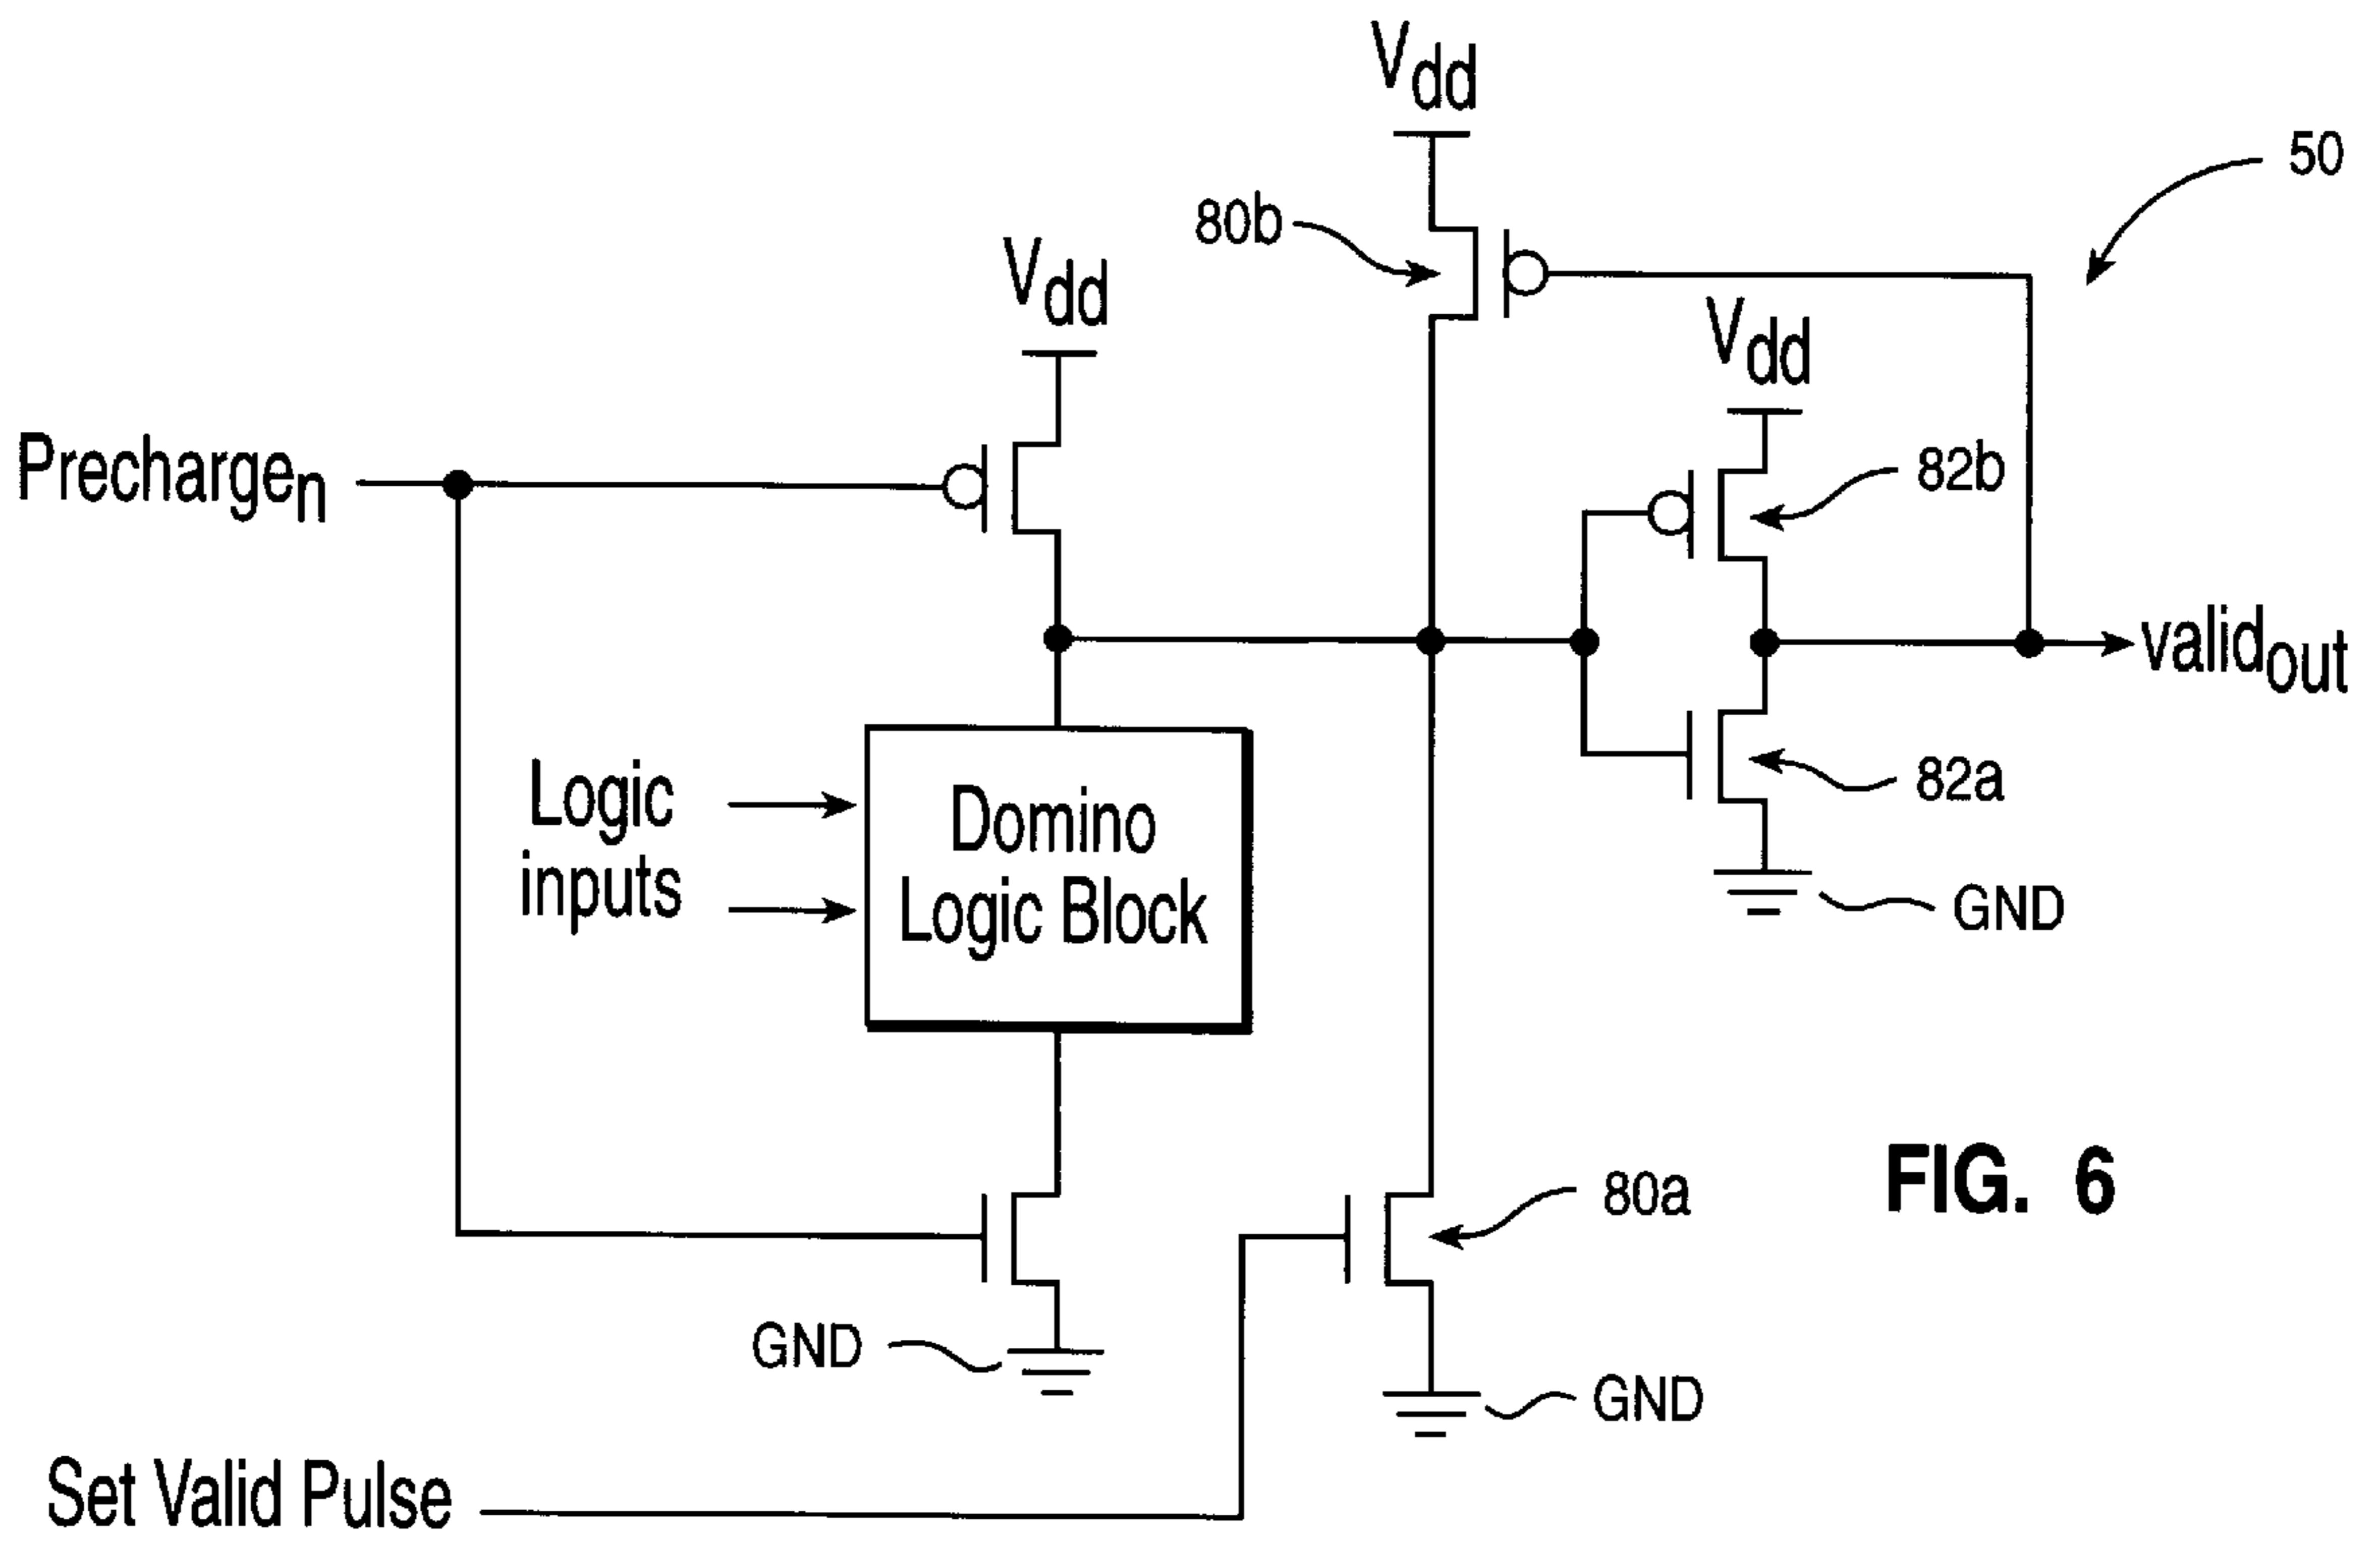 Vdd
50
80b
Vdd
Vdd
Prechargen
82b
validout
Logic
inputs
Domino
Logic Block
82a
GND
FIG. 6
80a
GND
GND
Set Valid Pulse